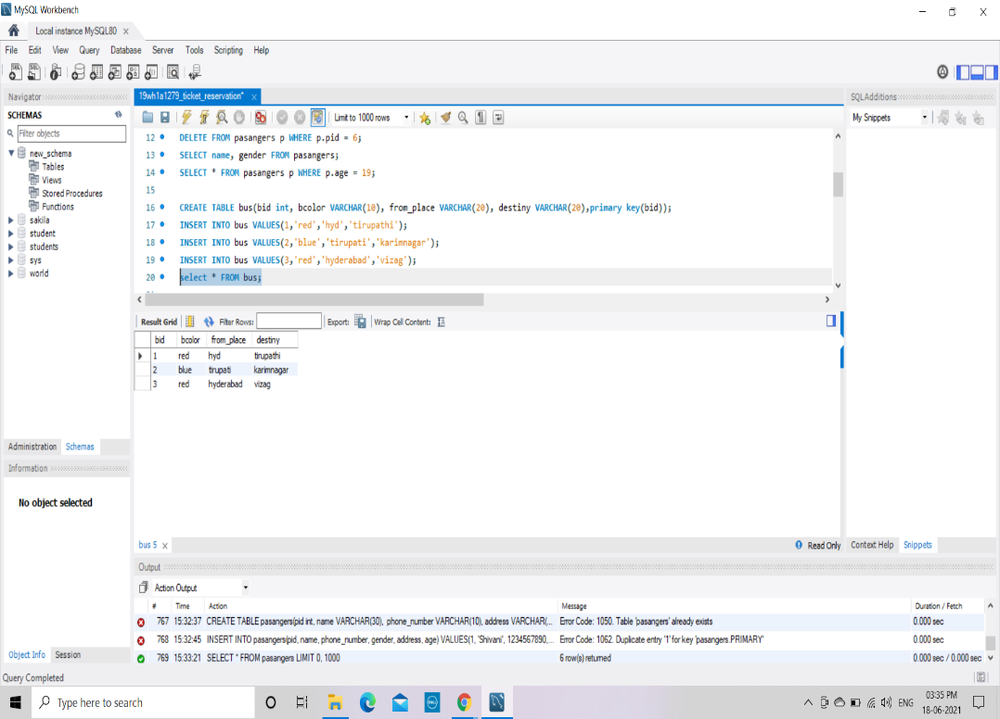 MySQL Workbench
Local instance MySQL80 ×
File Edit View Query Database Server Tools Scripting Help
Navigator
SCHEMAS
Filter objects
new_schema
Tables
Views
Stored Procedures
Functions
sakila
student
students
sys
world
Administration Schemas
Information
No object selected
Object Info Session
19wh1a1279_ticket_reservation* ×
Limit to 1000 rows
12 DELETE FROM pasangers p WHERE p.pid = 6;
13 SELECT name, gender FROM pasangers;
14 SELECT * FROM pasangers p WHERE p.age = 19;
15
16 CREATE TABLE bus(bid int, bcolor VARCHAR(10), from_place VARCHAR(20), destiny VARCHAR(20),primary key(bid));
17 INSERT INTO bus VALUES(1,'red','hyd','tirupathi');
18 INSERT INTO bus VALUES(2,'blue','tirupati','karimnagar');
19 INSERT INTO bus VALUES(3,'red','hyderabad','vizag');
20 select * FROM bus;
Result Grid Filter Rows: Export: Wrap Cell Content:
bid bcolor from_place destiny
1 red hyd tirupathi
2 blue tirupati karimnagar
3 red hyderabad vizag
bus 5 × Read Only
SQLAdditions
My Snippets
Context Help Snippets
Output
Action Output
# Time Action Message Duration / Fetch
767 15:32:37 CREATE TABLE pasangers(pid int, name VARCHAR(30), phone_number VARCHAR(10), address VARCHAR(... Error Code: 1050. Table 'pasangers' already exists 0.000 sec
768 15:32:45 INSERT INTO pasangers(pid, name, phone_number, gender, address, age) VALUES(1, 'Shivani', 1234567890,... Error Code: 1062. Duplicate entry '1' for key 'pasangers.PRIMARY' 0.000 sec
769 15:33:21 SELECT * FROM pasangers LIMIT 0, 1000 6 row(s) returned 0.000 sec / 0.000 sec
Query Completed
Type here to search
ENG
03:35 PM
18-06-2021